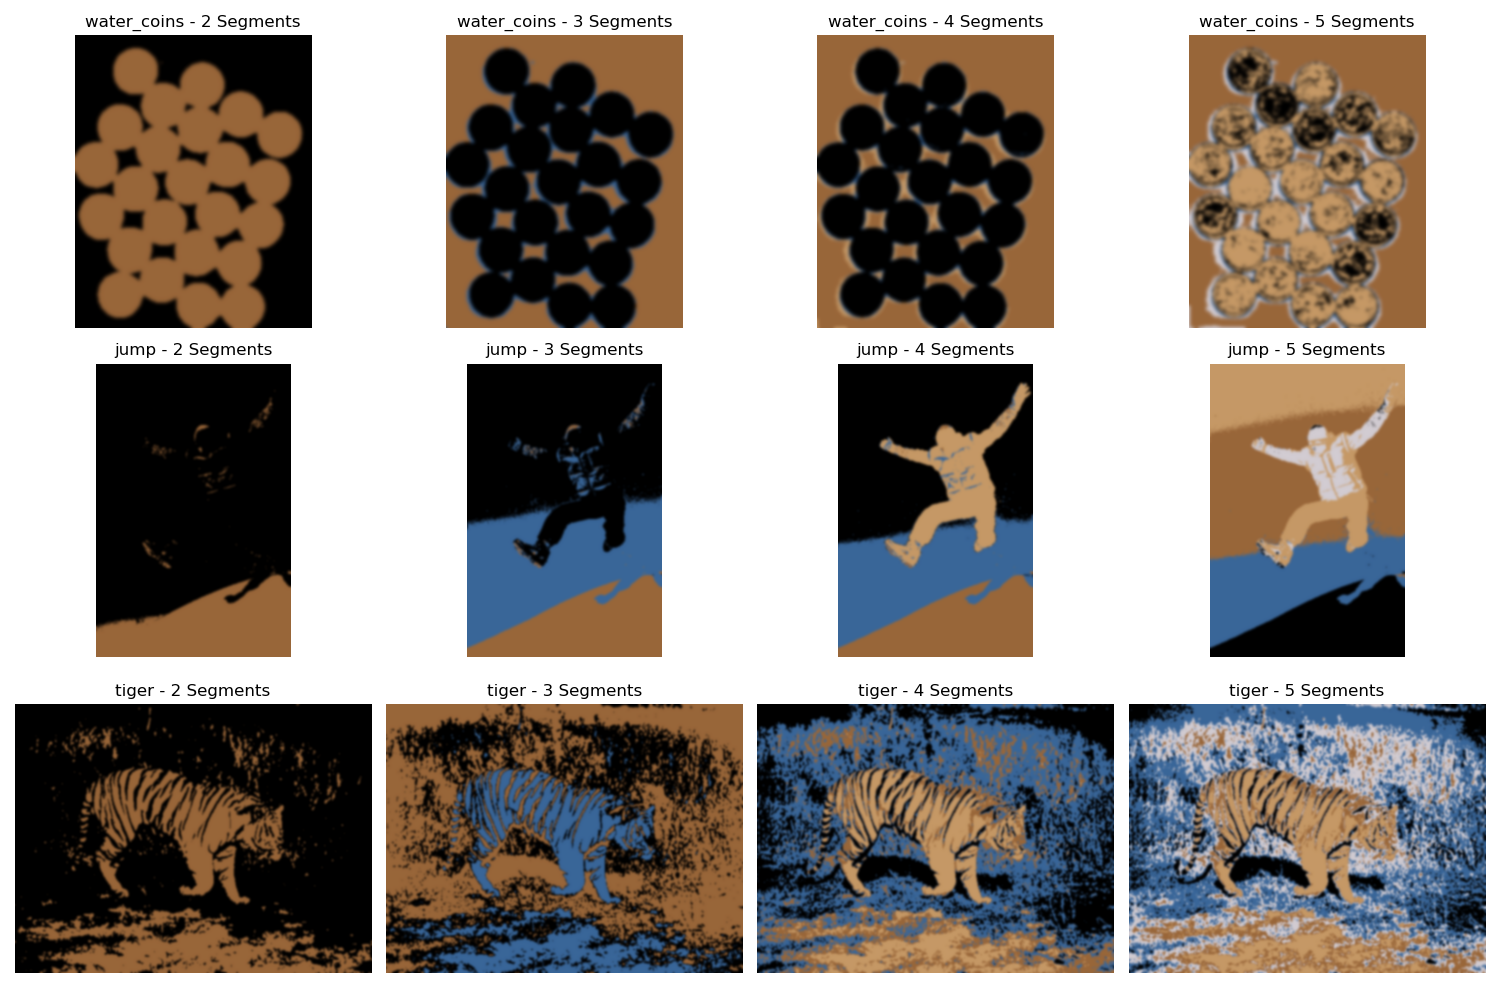 water_coins - 2 Segments
water_coins - 3 Segments
water_coins - 4 Segments
water_coins - 5 Segments
jump - 2 Segments
jump - 3 Segments
jump - 4 Segments
jump - 5 Segments
tiger - 2 Segments
tiger - 3 Segments
tiger - 4 Segments
tiger - 5 Segments